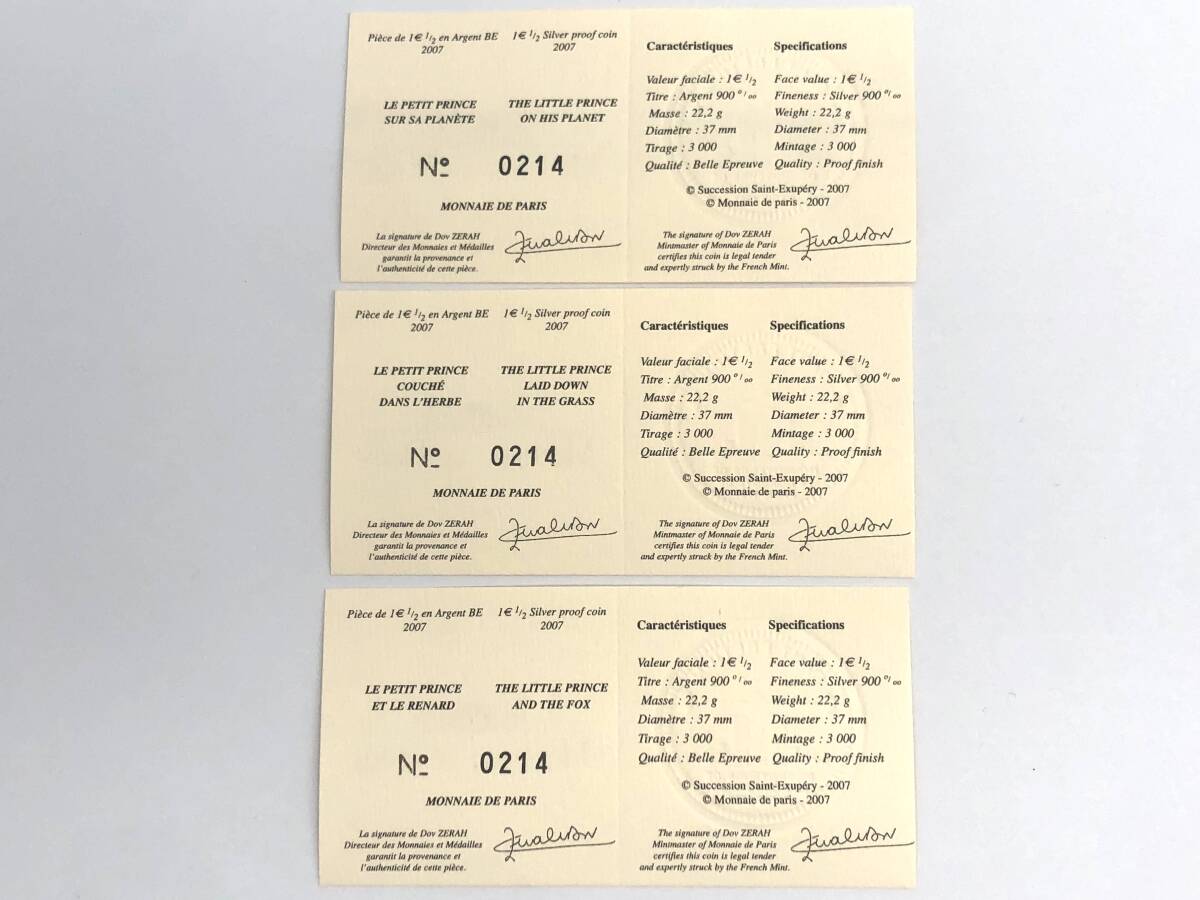 Pièce de 1€ 1/2 en Argent BE
2007
1€ 1/2 Silver proof coin
2007
LE PETIT PRINCE
SUR SA PLANÈTE
THE LITTLE PRINCE
ON HIS PLANET
Nº 0214
MONNAIE DE PARIS
La signature de Dov ZERAH
Directeur des Monnaies et Médailles
garantit la provenance et
l'authenticité de cette pièce.
Caractéristiques
Valeur faciale : 1€ 1/2
Titre : Argent 900 º/ºº
Masse : 22,2 g
Diamètre : 37 mm
Tirage : 3 000
Qualité : Belle Epreuve
Specifications
Face value : 1€ 1/2
Fineness : Silver 900 º/ºº
Weight : 22,2 g
Diameter : 37 mm
Mintage : 3 000
Quality : Proof finish
© Succession Saint-Exupéry - 2007
© Monnaie de paris - 2007
The signature of Dov ZERAH
Mintmaster of Monnaie de Paris
certifies this coin is legal tender
and expertly struck by the French Mint.
Pièce de 1€ 1/2 en Argent BE
2007
1€ 1/2 Silver proof coin
2007
LE PETIT PRINCE
COUCHÉ
DANS L'HERBE
THE LITTLE PRINCE
LAID DOWN
IN THE GRASS
Nº 0214
MONNAIE DE PARIS
La signature de Dov ZERAH
Directeur des Monnaies et Médailles
garantit la provenance et
l'authenticité de cette pièce.
Caractéristiques
Valeur faciale : 1€ 1/2
Titre : Argent 900 º/ºº
Masse : 22,2 g
Diamètre : 37 mm
Tirage : 3 000
Qualité : Belle Epreuve
Specifications
Face value : 1€ 1/2
Fineness : Silver 900 º/ºº
Weight : 22,2 g
Diameter : 37 mm
Mintage : 3 000
Quality : Proof finish
© Succession Saint-Exupéry - 2007
© Monnaie de paris - 2007
The signature of Dov ZERAH
Mintmaster of Monnaie de Paris
certifies this coin is legal tender
and expertly struck by the French Mint.
Pièce de 1€ 1/2 en Argent BE
2007
1€ 1/2 Silver proof coin
2007
LE PETIT PRINCE
ET LE RENARD
THE LITTLE PRINCE
AND THE FOX
Nº 0214
MONNAIE DE PARIS
La signature de Dov ZERAH
Directeur des Monnaies et Médailles
garantit la provenance et
l'authenticité de cette pièce.
Caractéristiques
Valeur faciale : 1€ 1/2
Titre : Argent 900 º/ºº
Masse : 22,2 g
Diamètre : 37 mm
Tirage : 3 000
Qualité : Belle Epreuve
Specifications
Face value : 1€ 1/2
Fineness : Silver 900 º/ºº
Weight : 22,2 g
Diameter : 37 mm
Mintage : 3 000
Quality : Proof finish
© Succession Saint-Exupéry - 2007
© Monnaie de paris - 2007
The signature of Dov ZERAH
Mintmaster of Monnaie de Paris
certifies this coin is legal tender
and expertly struck by the French Mint.